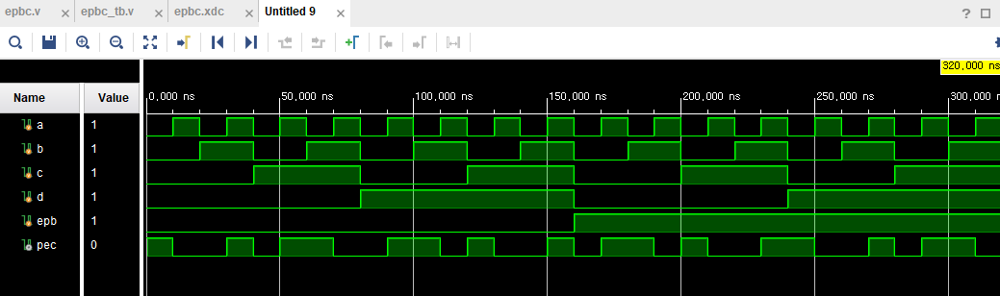 epbc.v × epbc_tb.v × epbc.xdc × Untitled 9 × ?
320,000 ns
Name Value 0,000 ns 50,000 ns 100,000 ns 150,000 ns 200,000 ns 250,000 ns 300,000 ns
a 1
b 1
c 1
d 1
epb 1
pec 0